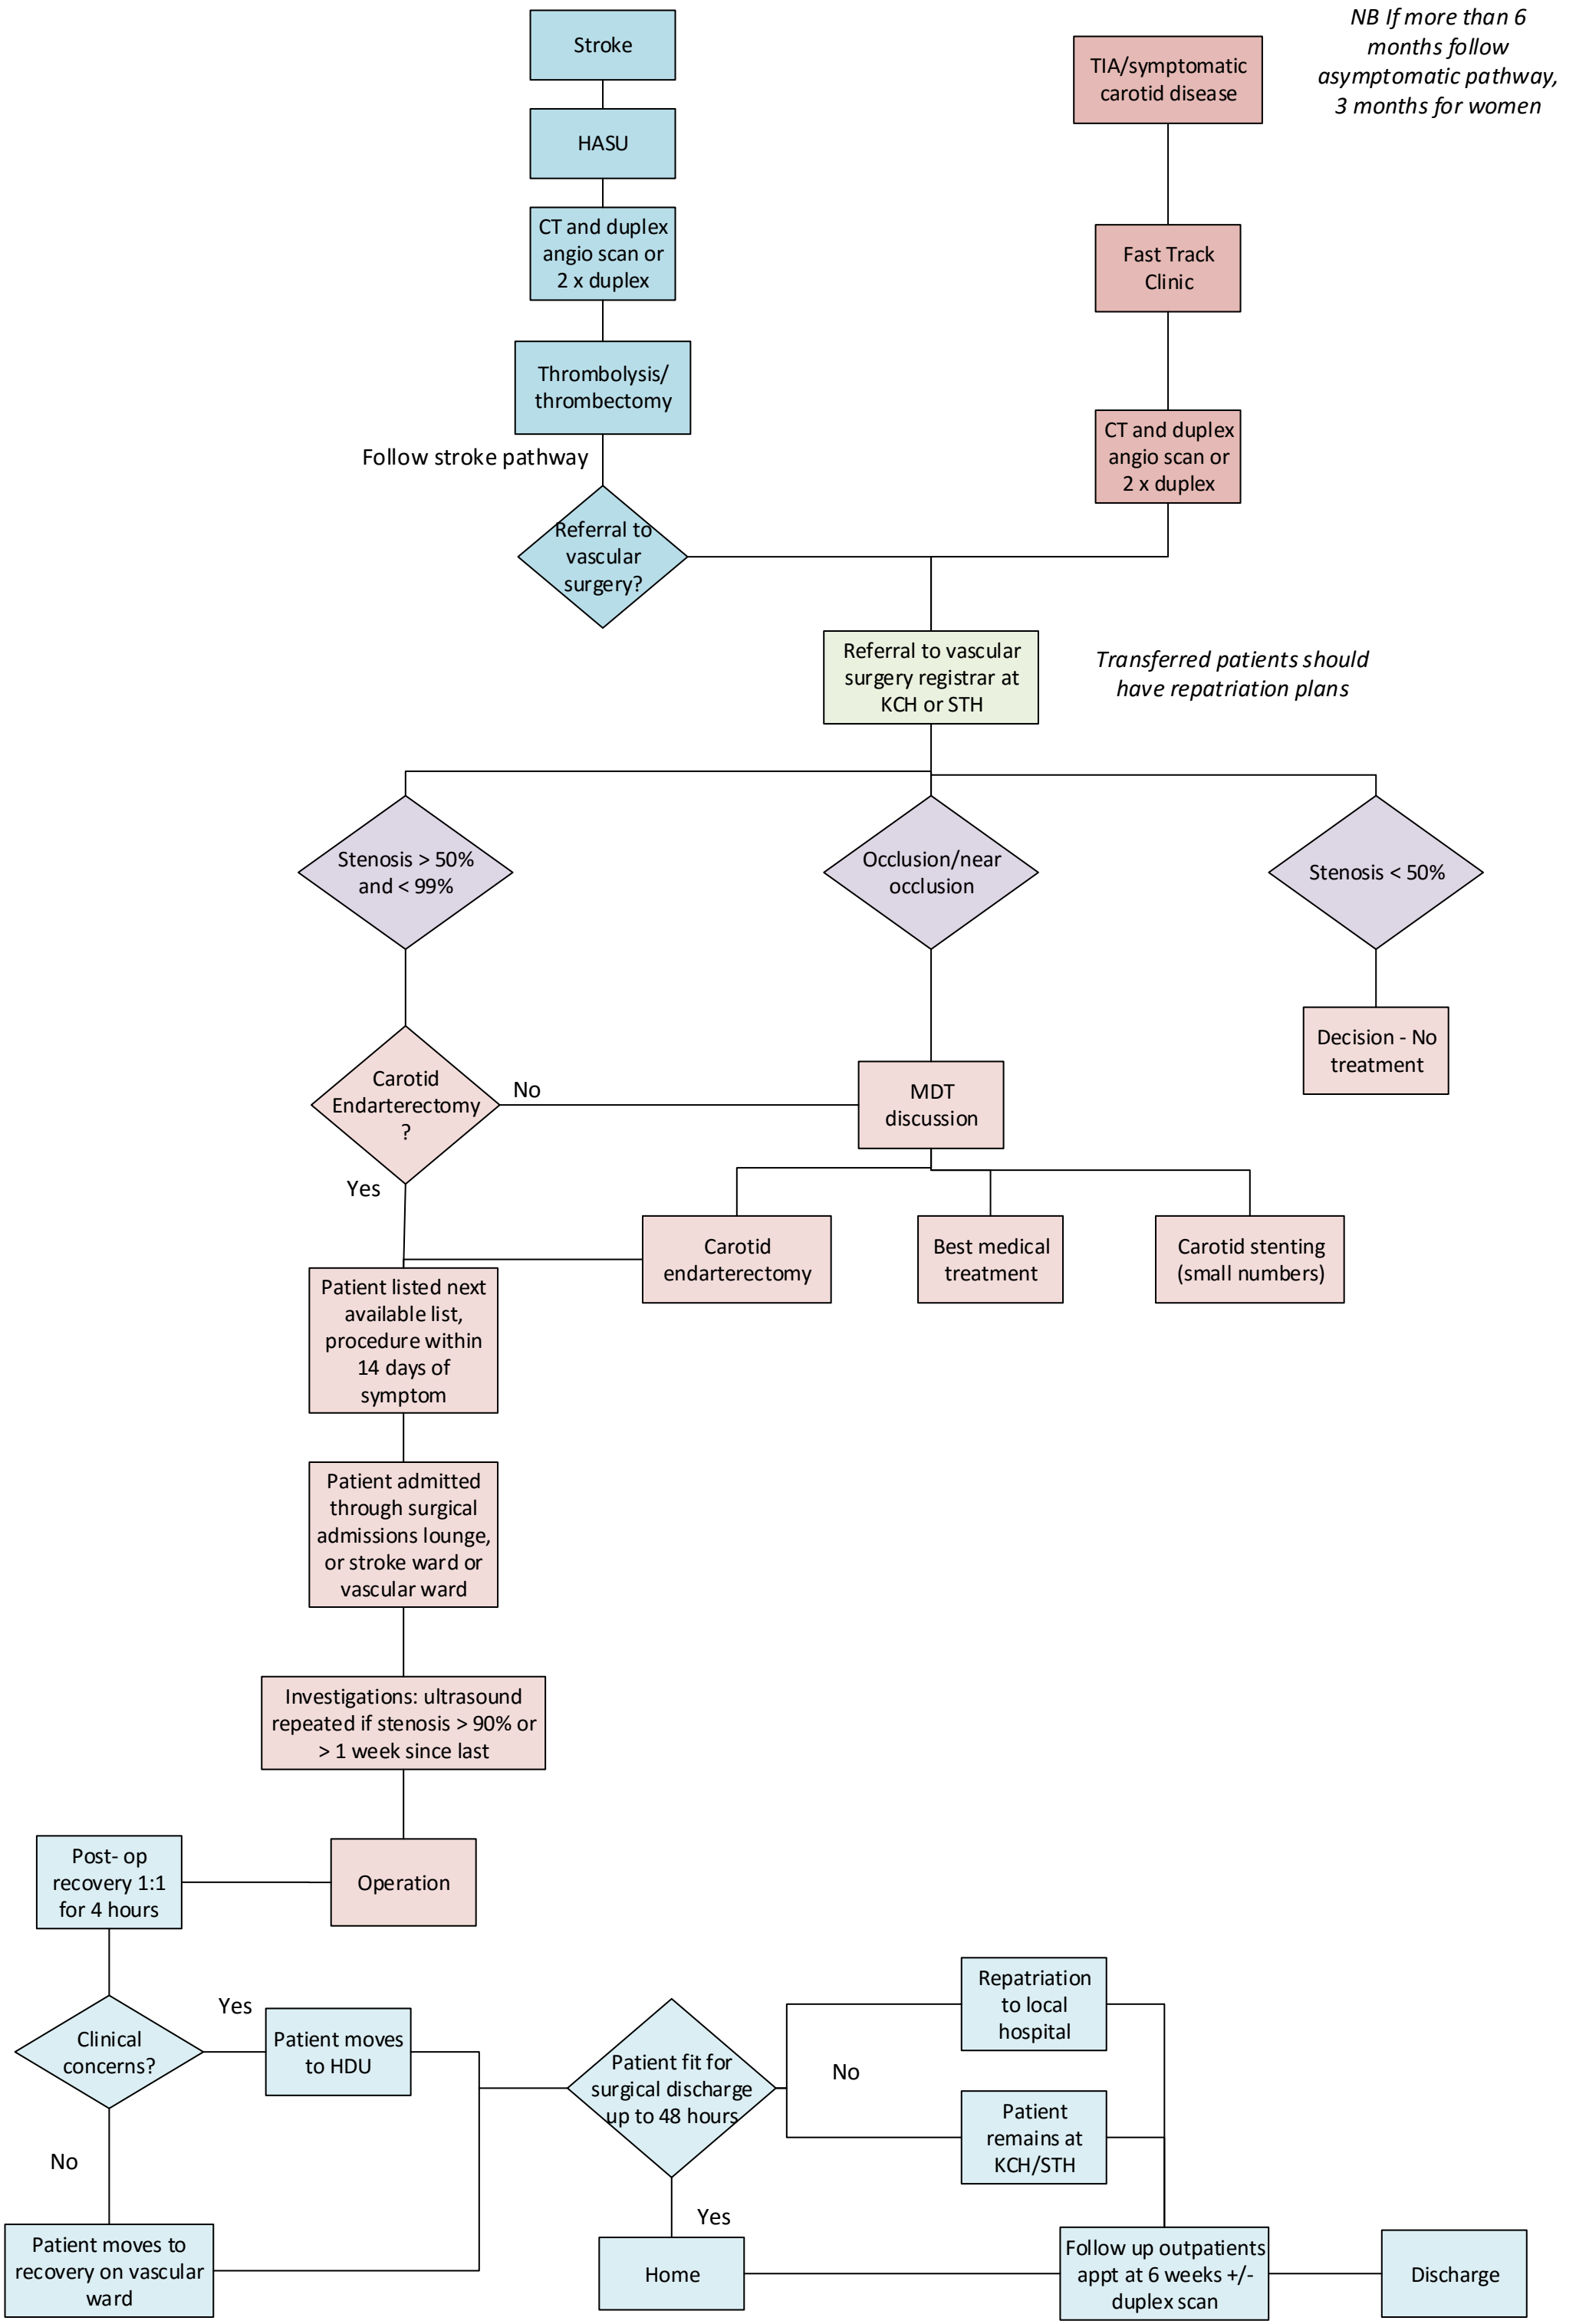 Stroke
HASU
CT and duplex
angio scan or
2 x duplex
Thrombolysis/
thrombectomy
Follow stroke pathway
Referral to
vascular
surgery?
TIA/symptomatic
carotid disease
NB If more than 6
months follow
asymptomatic pathway,
3 months for women
Fast Track
Clinic
CT and duplex
angio scan or
2 x duplex
Referral to vascular
surgery registrar at
KCH or STH
Transferred patients should
have repatriation plans
Stenosis > 50%
and < 99%
Occlusion/near
occlusion
Stenosis < 50%
Carotid
Endarterectomy
?
No
Yes
MDT
discussion
Decision - No
treatment
Carotid
endarterectomy
Best medical
treatment
Carotid stenting
(small numbers)
Patient listed next
available list,
procedure within
14 days of
symptom
Patient admitted
through surgical
admissions lounge,
or stroke ward or
vascular ward
Investigations: ultrasound
repeated if stenosis > 90% or
> 1 week since last
Operation
Post- op
recovery 1:1
for 4 hours
Clinical
concerns?
Yes
No
Patient moves
to HDU
Patient moves to
recovery on vascular
ward
Patient fit for
surgical discharge
up to 48 hours
No
Yes
Repatriation
to local
hospital
Patient
remains at
KCH/STH
Home
Follow up outpatients
appt at 6 weeks +/-
duplex scan
Discharge